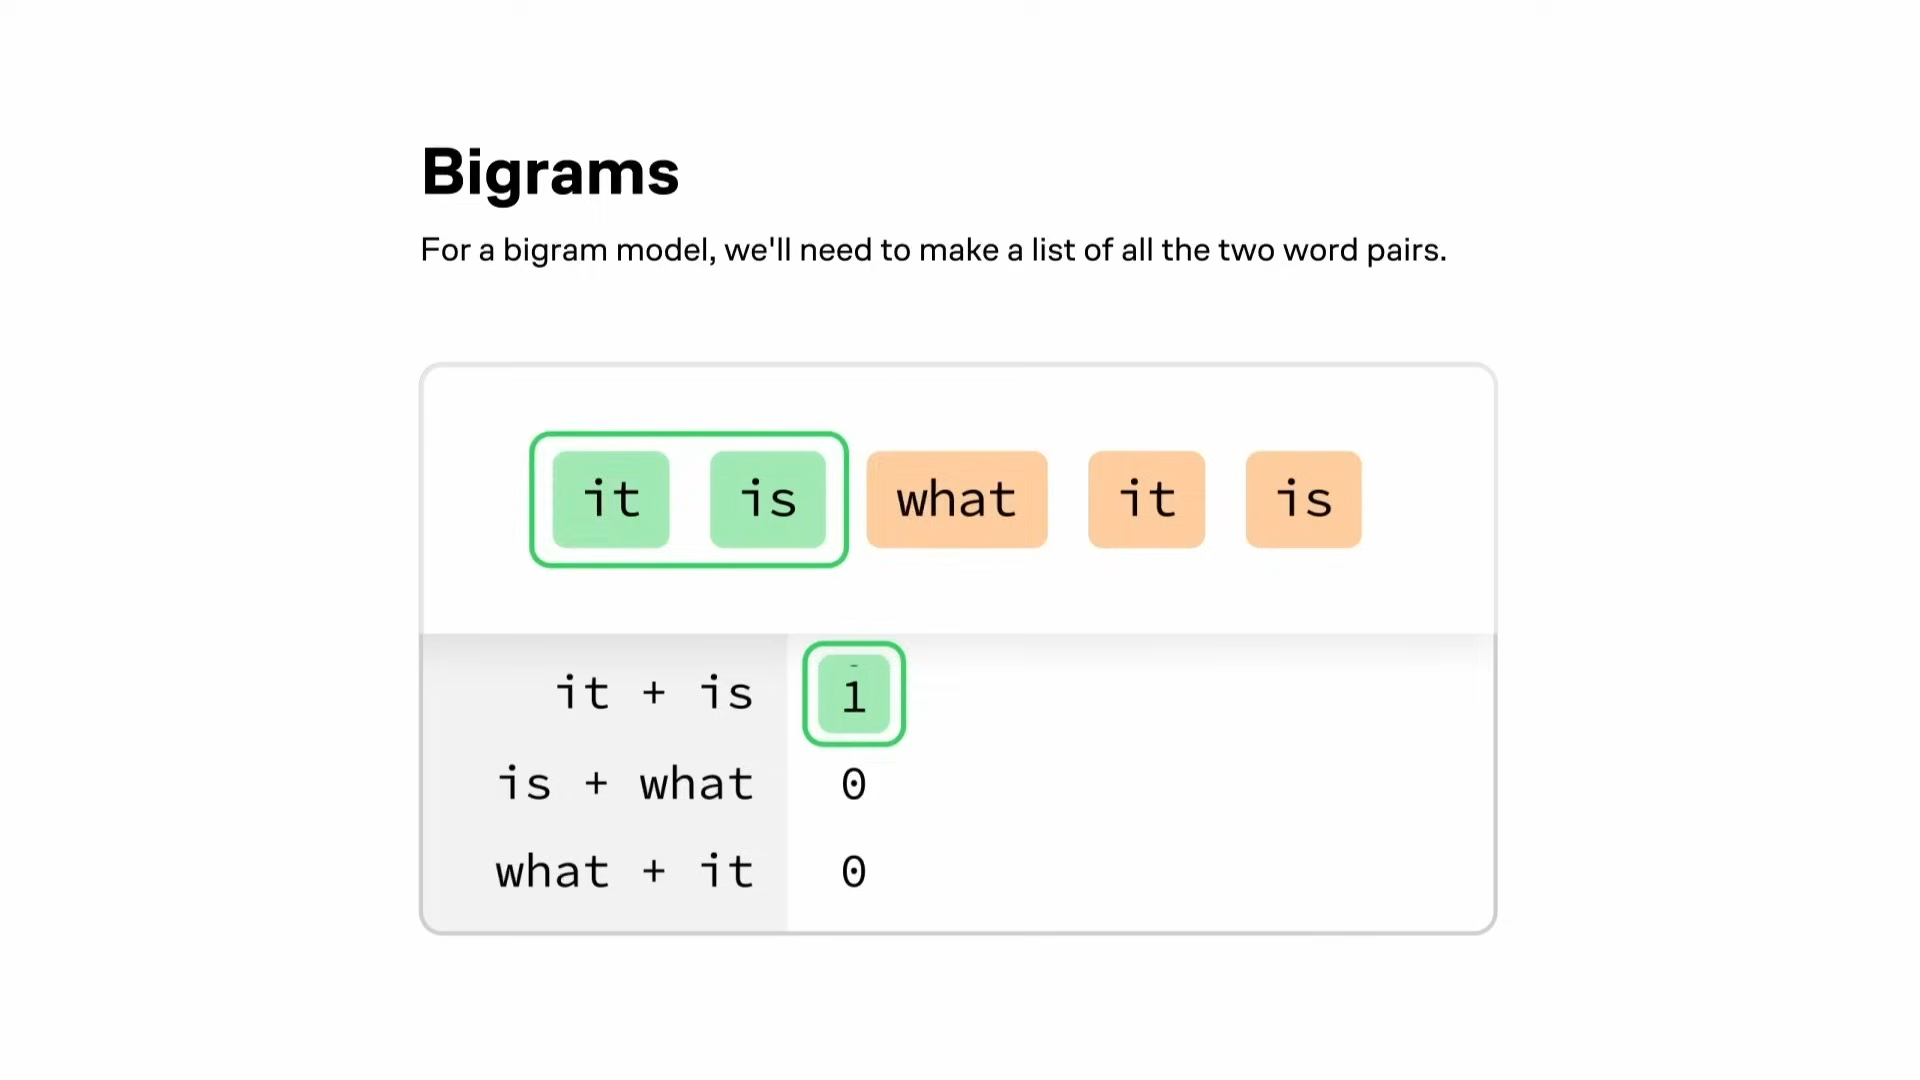 Bigrams
For a bigram model, we'll need to make a list of all the two word pairs.
it is what it is
it + is 1
is + what 0
what + it 0